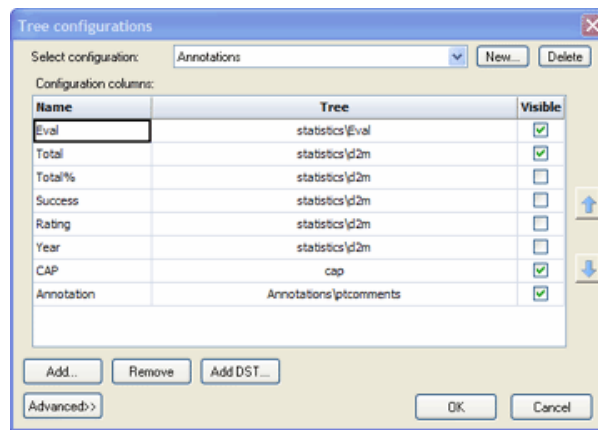 Tree configurations
Select configuration: Annotations New... Delete
Configuration columns:
Name Tree Visible
Eval statistics\Eval
Total statistics\d2m
Total% statistics\d2m
Success statistics\d2m
Rating statistics\d2m
Year statistics\d2m
CAP cap
Annotation Annotations\ptcomments
Add... Remove Add DST...
Advanced>> OK Cancel